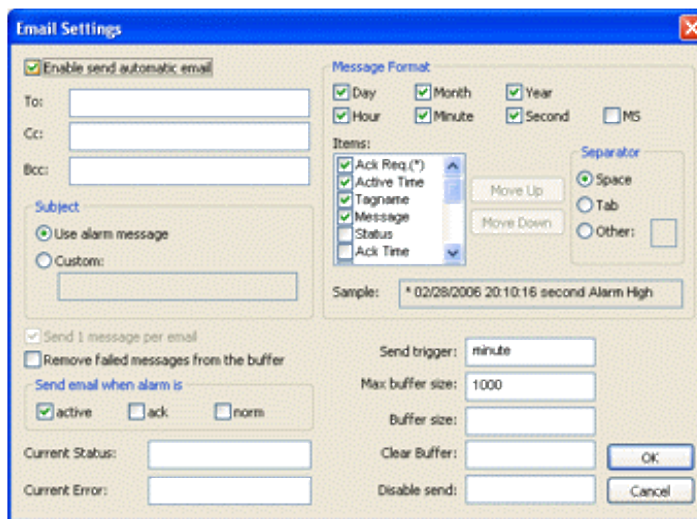 Email Settings
Enable send automatic email
To:
Cc:
Bcc:
Subject
Use alarm message
Custom:
Message Format
Day Month Year
Hour Minute Second MS
Items:
Ack Req.(*)
Active Time
Tagname
Message
Status
Ack Time
Move Up
Move Down
Separator
Space
Tab
Other:
Sample: * 02/28/2006 20:10:16 second Alarm High
Send 1 message per email
Remove failed messages from the buffer
Send email when alarm is
active ack norm
Current Status:
Current Error:
Send trigger: minute
Max buffer size: 1000
Buffer size:
Clear Buffer:
Disable send:
OK
Cancel